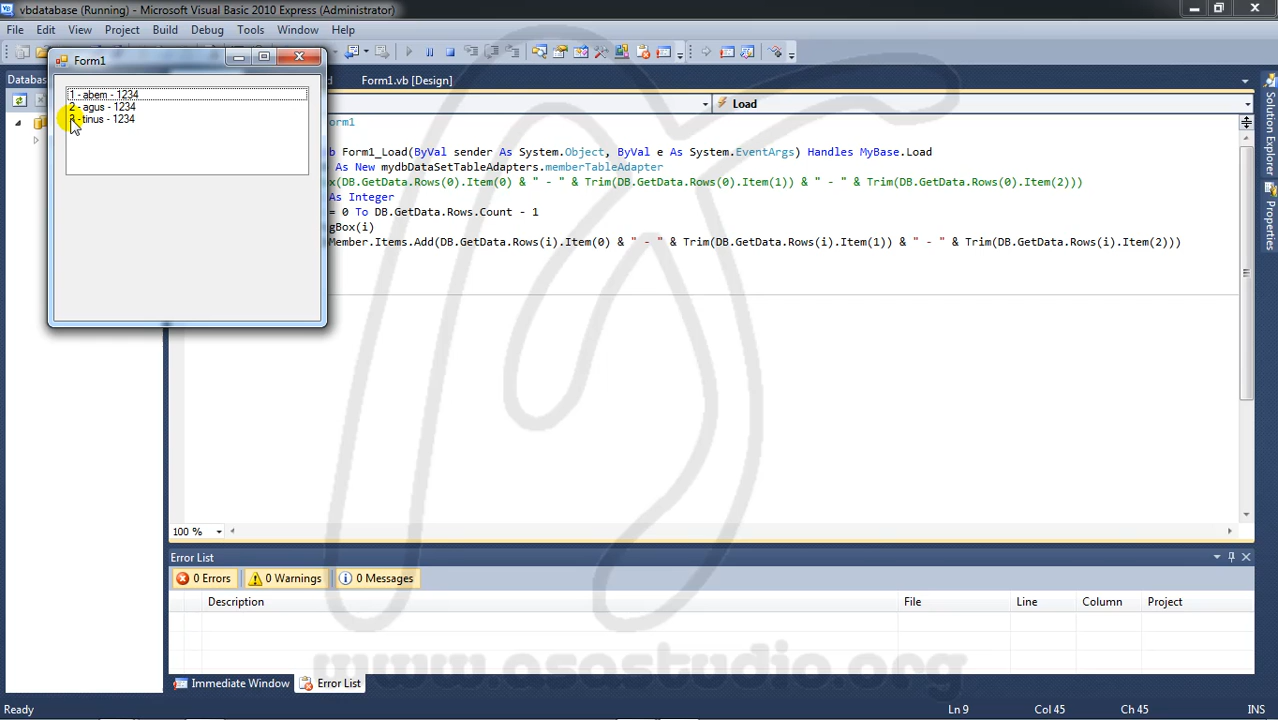 vbdatabase (Running) - Microsoft Visual Basic 2010 Express (Administrator)
File Edit View Project Build Debug Tools Window Help
Form1
Form1.vb [Design]
1 - abem - 1234
2 - agus - 1234
3 - tinus - 1234
Load
Form1_Load(ByVal sender As System.Object, ByVal e As System.EventArgs) Handles MyBase.Load
As New mydbDataSetTableAdapters.memberTableAdapter
(DB.GetData.Rows(0).Item(0) & " - " & Trim(DB.GetData.Rows(0).Item(1)) & " - " & Trim(DB.GetData.Rows(0).Item(2)))
As Integer
= 0 To DB.GetData.Rows.Count - 1
gBox(i)
Member.Items.Add(DB.GetData.Rows(i).Item(0) & " - " & Trim(DB.GetData.Rows(i).Item(1)) & " - " & Trim(DB.GetData.Rows(i).Item(2)))
Solution Explorer
Properties
100 %
Error List
0 Errors 0 Warnings 0 Messages
Description File Line Column Project
www.asastudio.org
Immediate Window Error List
Ready Ln 9 Col 45 Ch 45 INS